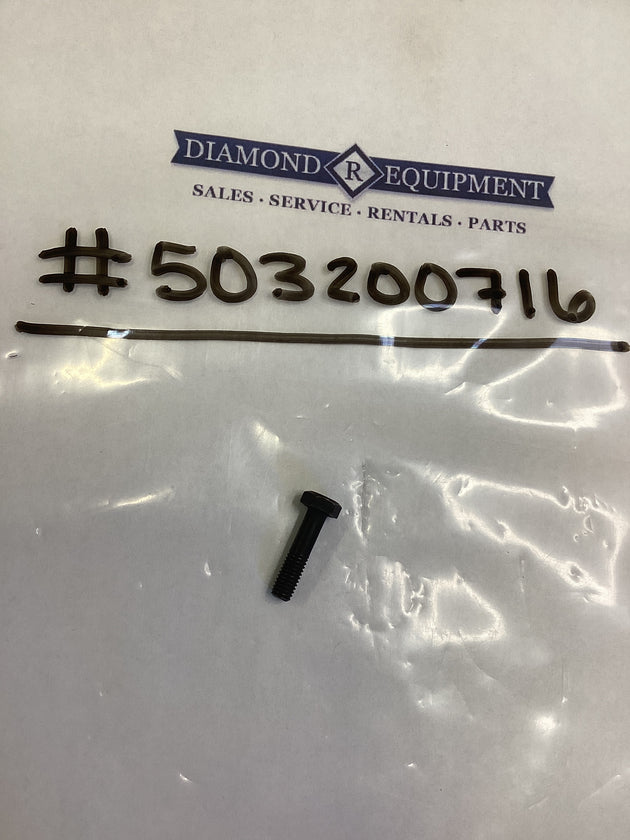 DIAMOND R EQUIPMENT
SALES · SERVICE · RENTALS · PARTS
#503200716